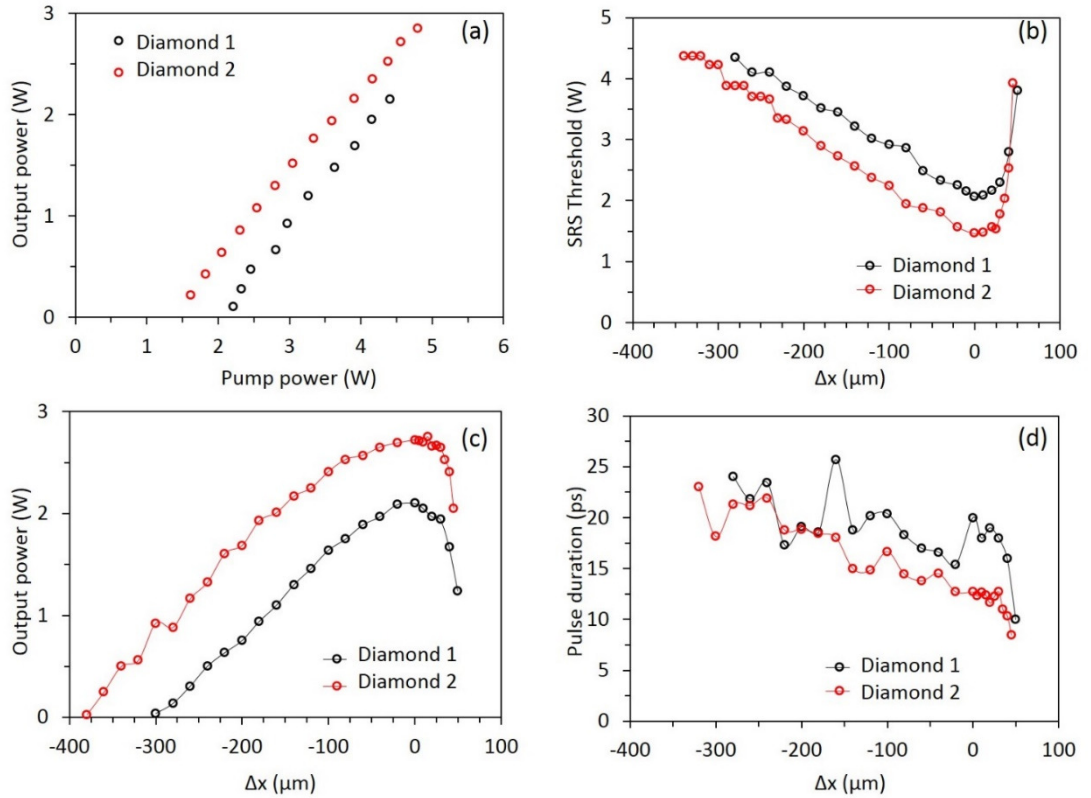 3
2
1
0
Output power (W)
Diamond 1
Diamond 2
(a)
0 1 2 3 4 5 6
Pump power (W)
5
4
3
2
1
0
SRS Threshold (W)
(b)
Diamond 1
Diamond 2
-400 -300 -200 -100 0 100
Δx (μm)
3
2
1
0
Output power (W)
(c)
Diamond 1
Diamond 2
-400 -300 -200 -100 0 100
Δx (μm)
30
25
20
15
10
5
0
Pulse duration (ps)
(d)
Diamond 1
Diamond 2
-400 -300 -200 -100 0 100
Δx (μm)